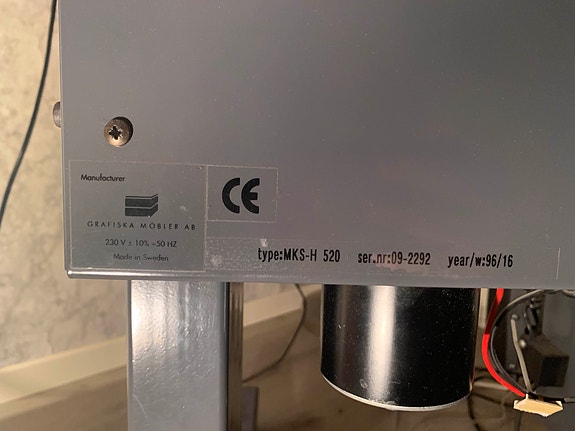 Manufacturer
GRAFISKA MÖBLER AB
230 V ± 10% ~50 HZ
Made in Sweden
CE
type:MKS-H 520 ser.nr:09-2292 year/w:96/16